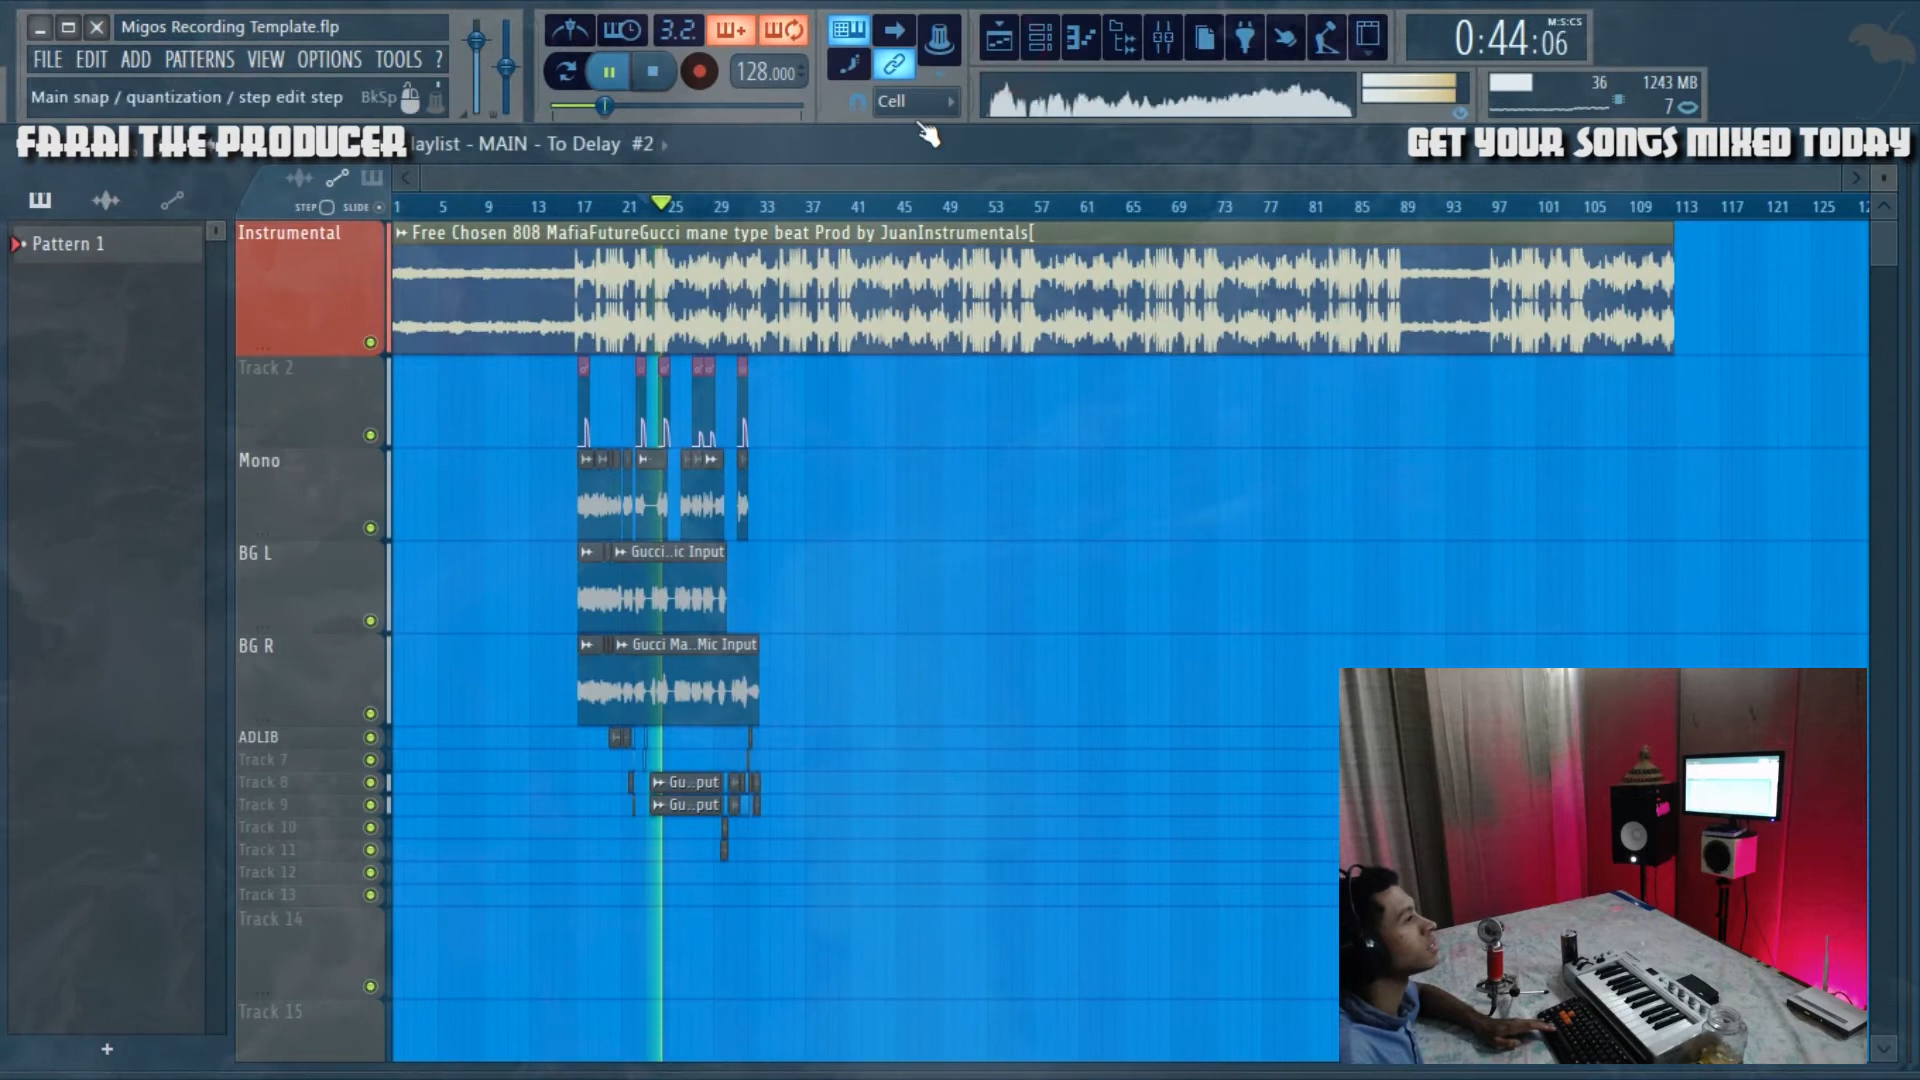 Migos Recording Template.flp
FILE EDIT ADD PATTERNS VIEW OPTIONS TOOLS ?
Main snap / quantization / step edit step BkSp
3.2.
128.000
Cell
0:44:06
M:S:CS
36
1243 MB
7
FARAI THE PRODUCER
aylist - MAIN - To Delay #2
GET YOUR SONGS MIXED TODAY
STEP SLIDE
1 5 9 13 17 21 25 29 33 37 41 45 49 53 57 61 65 69 73 77 81 85 89 93 97 101 105 109 113 117 121 125 12
Pattern 1
Instrumental
Free Chosen 808 MafiaFutureGucci mane type beat Prod by JuanInstrumentals[
Track 2
Mono
BG L
Gucci..ic Input
BG R
Gucci Ma..Mic Input
ADLIB
Track 7
Track 8
Gu..put
Track 9
Gu..put
Track 10
Track 11
Track 12
Track 13
Track 14
Track 15
+